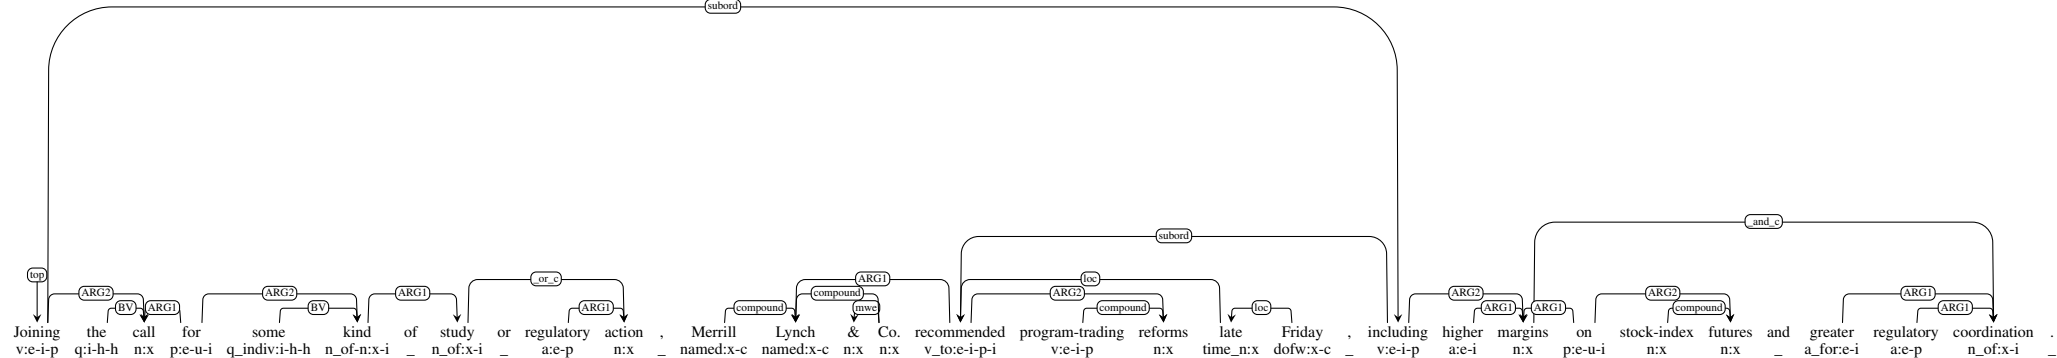 subord
_and_c
subord
top _or_c ARG1 loc
ARG2 ARG2 ARG1 compound ARG2 ARG2 ARG2 ARG1
BV ARG1 BV ARG1 compound mwe compound loc ARG1 ARG1 compound ARG1
Joining the call for some kind of study or regulatory action , Merrill Lynch & Co. recommended program-trading reforms late Friday , including higher margins on stock-index futures and greater regulatory coordination .
v:e-i-p q:i-h-h n:x p:e-u-i q_indiv:i-h-h n_of-n:x-i _ n_of:x-i _ a:e-p n:x _ named:x-c named:x-c n:x n:x v_to:e-i-p-i v:e-i-p n:x time_n:x dofw:x-c _ v:e-i-p a:e-i n:x p:e-u-i n:x n:x _ a_for:e-i a:e-p n_of:x-i _